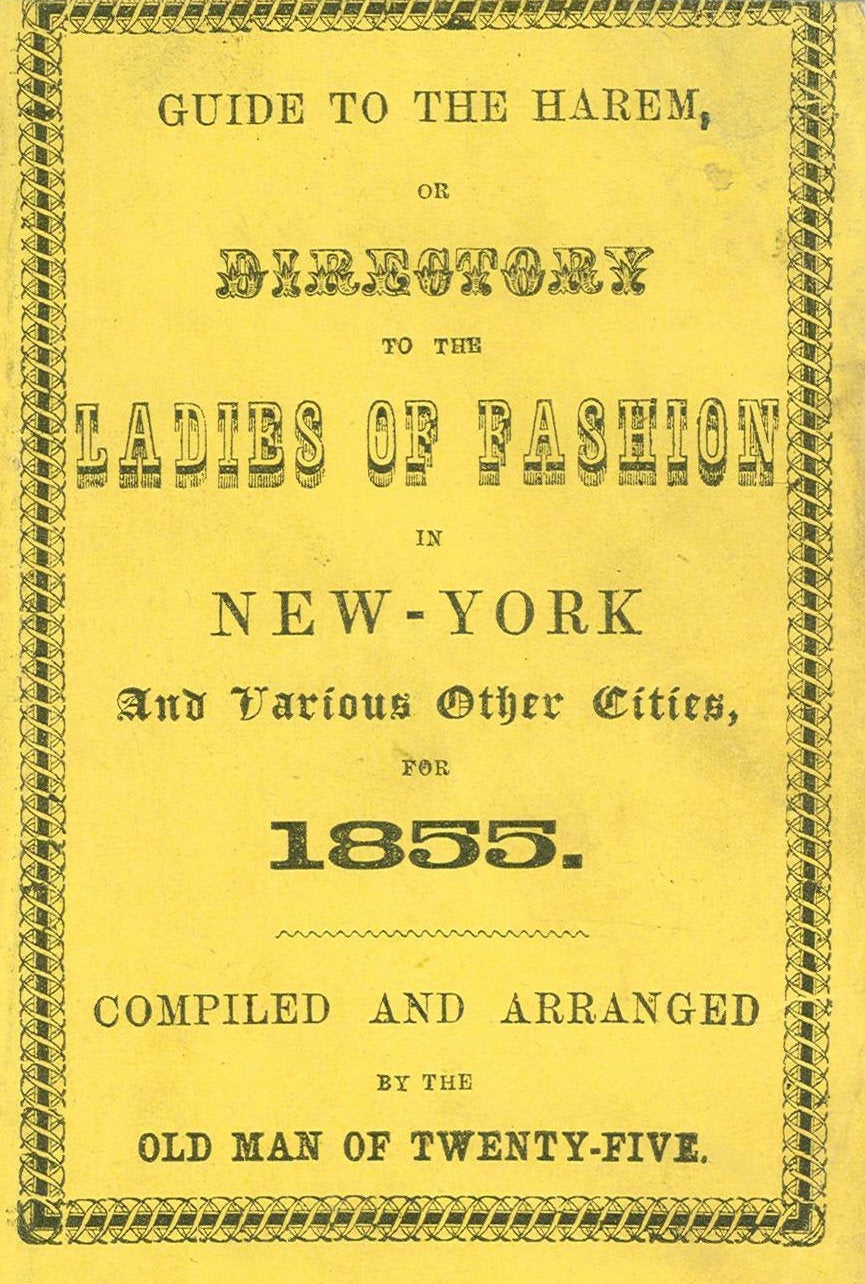 GUIDE TO THE HAREM,
OR
DIRECTORY
TO THE
LADIES OF FASHION
IN
NEW-YORK
And Various Other Cities,
FOR
1855.
COMPILED AND ARRANGED
BY THE
OLD MAN OF TWENTY-FIVE.